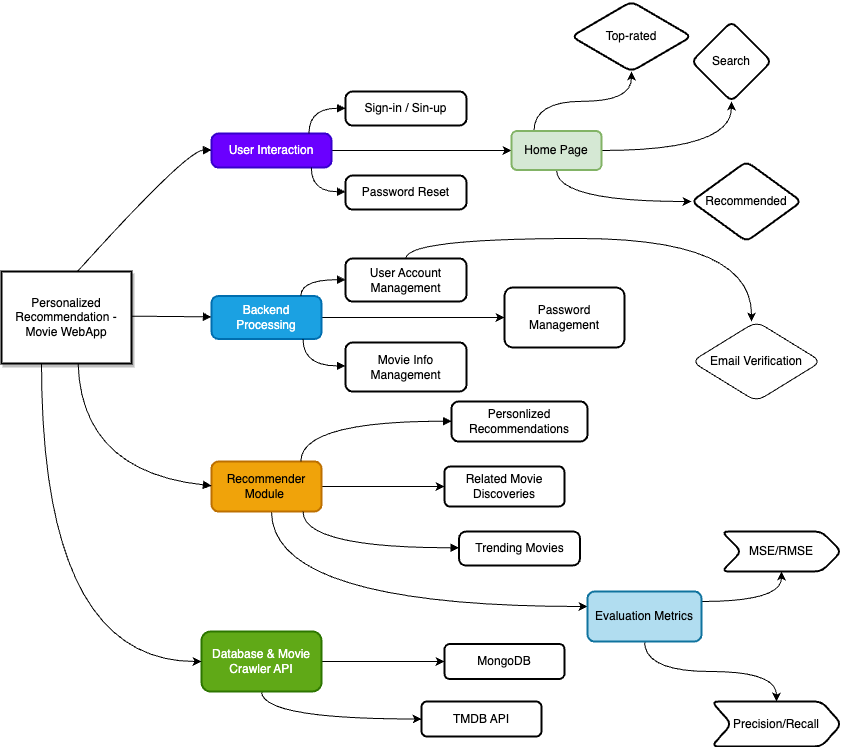 Top-rated
Search
Sign-in / Sin-up
User Interaction
Home Page
Password Reset
Recommended
Personalized
Recommendation -
Movie WebApp
User Account
Management
Backend
Processing
Password
Management
Movie Info
Management
Email Verification
Personlized
Recommendations
Recommender
Module
Related Movie
Discoveries
Trending Movies
MSE/RMSE
Evaluation Metrics
Database & Movie
Crawler API
MongoDB
TMDB API
Precision/Recall